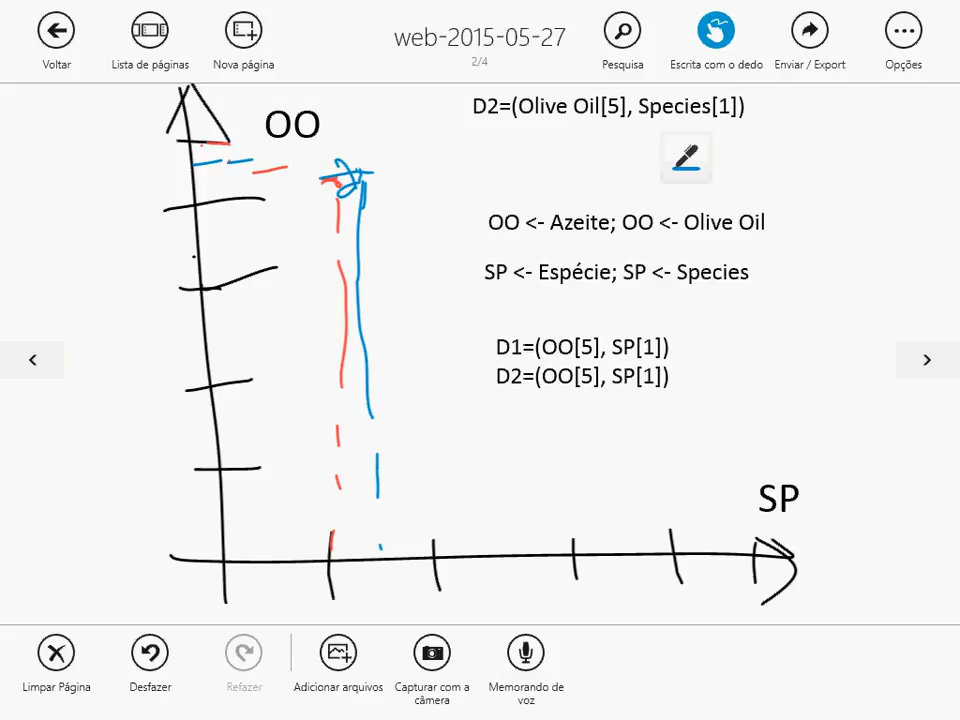 web-2015-05-27
2/4
Voltar
Lista de páginas
Nova página
Pesquisa
Escrita com o dedo
Enviar / Export
Opções
OO
D2=(Olive Oil[5], Species[1])
OO <- Azeite; OO <- Olive Oil
SP <- Espécie; SP <- Species
D1=(OO[5], SP[1])
D2=(OO[5], SP[1])
SP
Limpar Página
Desfazer
Refazer
Adicionar arquivos
Capturar com a
câmera
Memorando de
voz